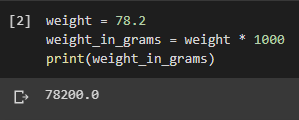 [2] weight = 78.2
weight_in_grams = weight * 1000
print(weight_in_grams)
78200.0